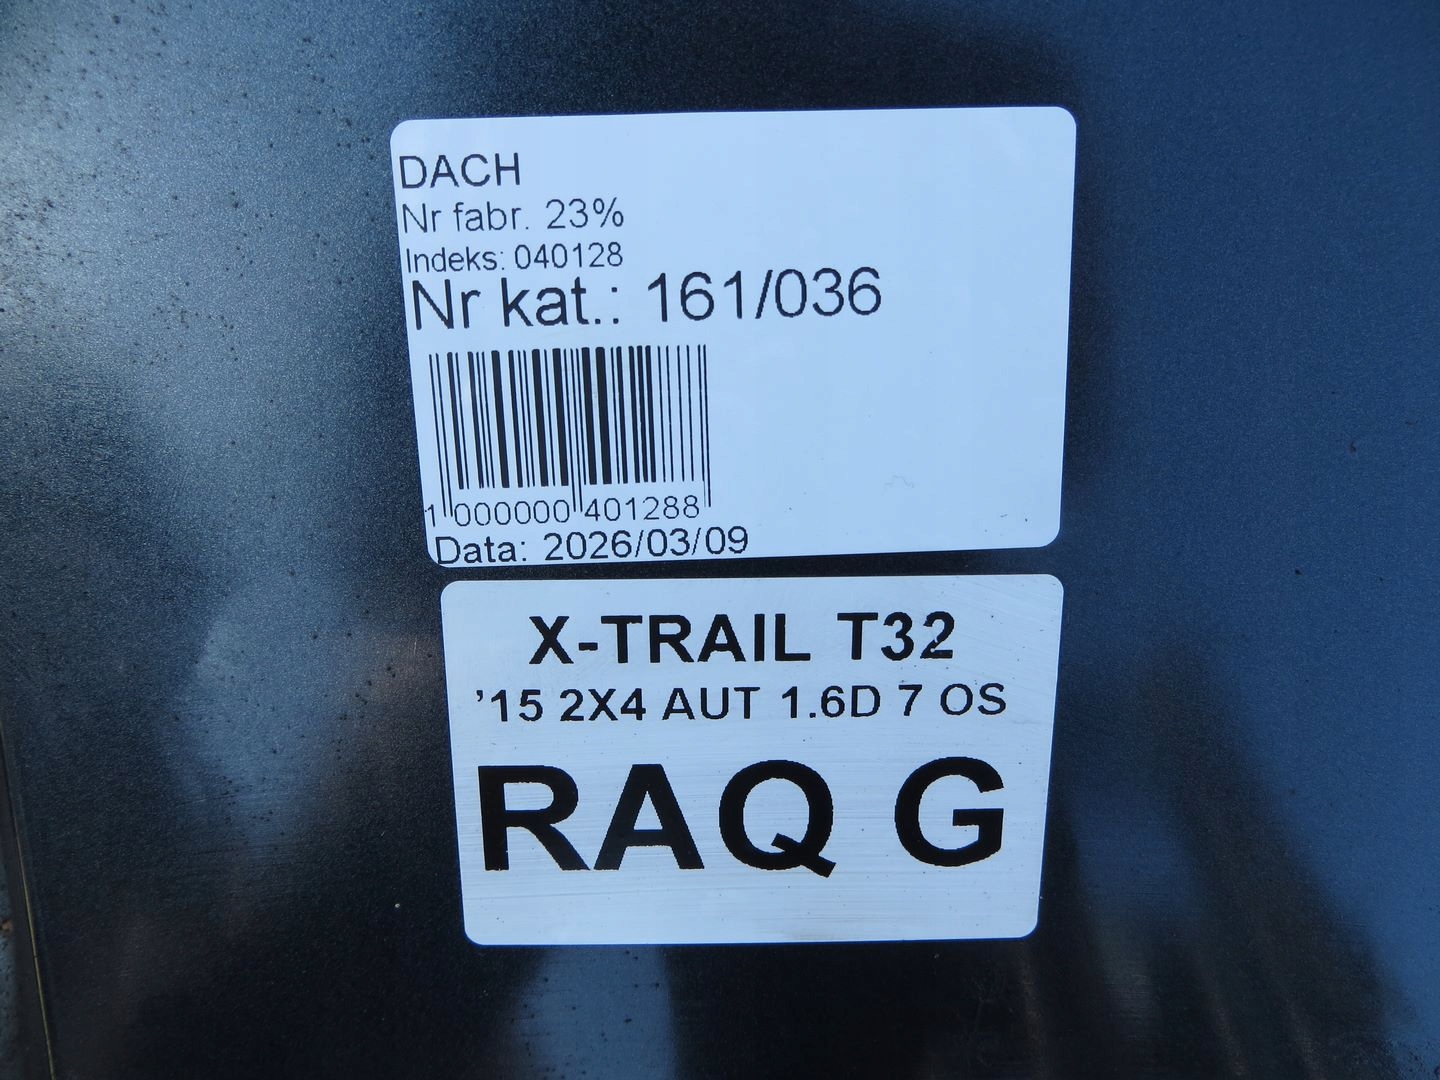 DACH
Nr fabr. 23%
Indeks: 040128
Nr kat.: 161/036
1 000000 401288
Data: 2026/03/09
X-TRAIL T32
'15 2X4 AUT 1.6D 7 OS
RAQ G